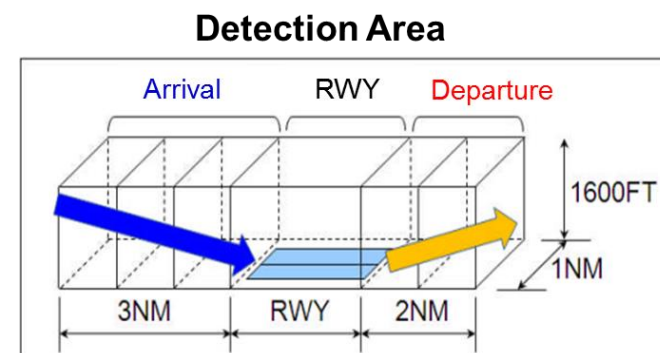 Detection Area
Arrival RWY Departure
1600FT
1NM
3NM RWY 2NM